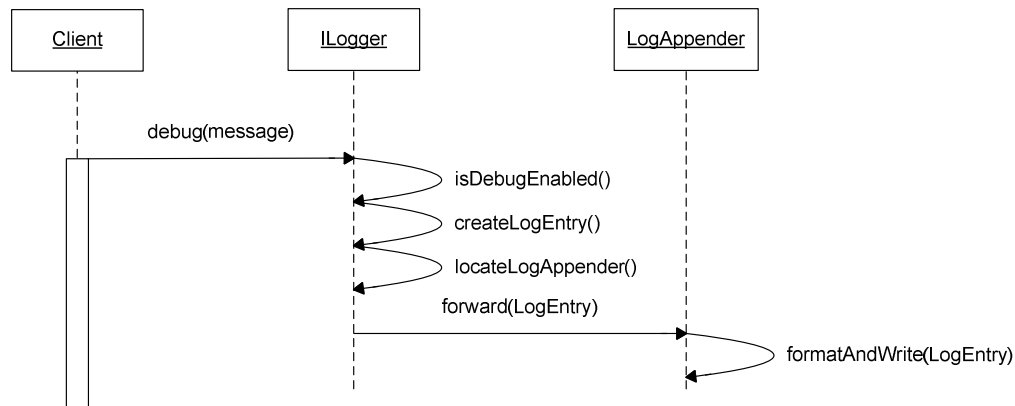 Client
ILogger
LogAppender
debug(message)
isDebugEnabled()
createLogEntry()
locateLogAppender()
forward(LogEntry)
formatAndWrite(LogEntry)